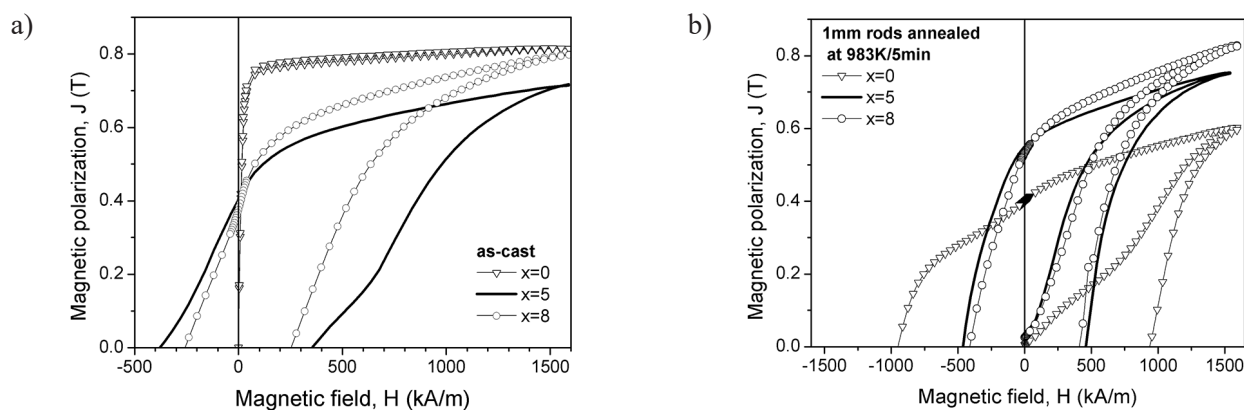 a)
Magnetic polarization, J (T)
0.8
0.6
0.4
0.2
0.0
as-cast
x=0
x=5
x=8
-500 0 500 1000 1500
Magnetic field, H (kA/m)
b)
Magnetic polarization, J (T)
0.8
0.6
0.4
0.2
0.0
1mm rods annealed
at 983K/5min
x=0
x=5
x=8
-1500 -1000 -500 0 500 1000 1500
Magnetic field, H (kA/m)